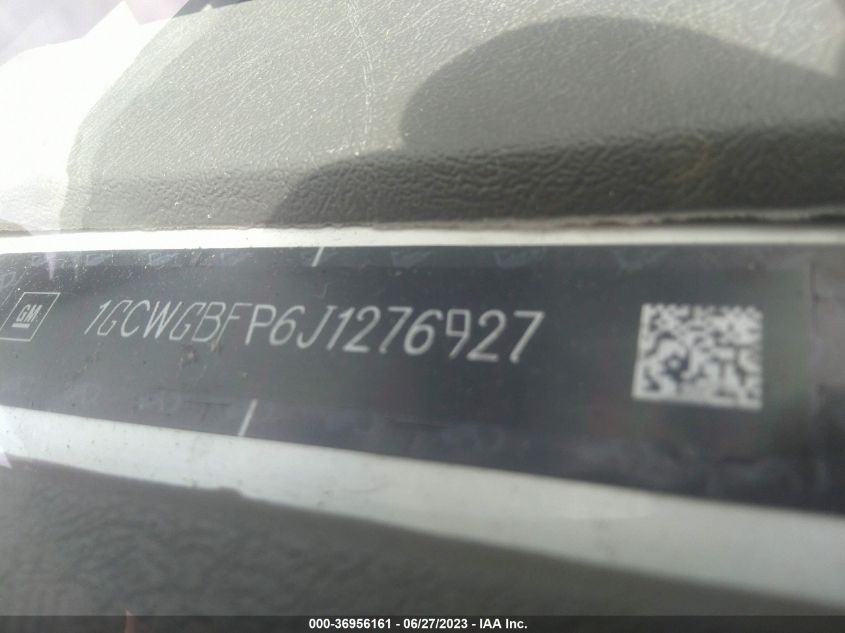 GM 1GCWGBFP6J1276927
000-36956161 - 06/27/2023 - IAA Inc.